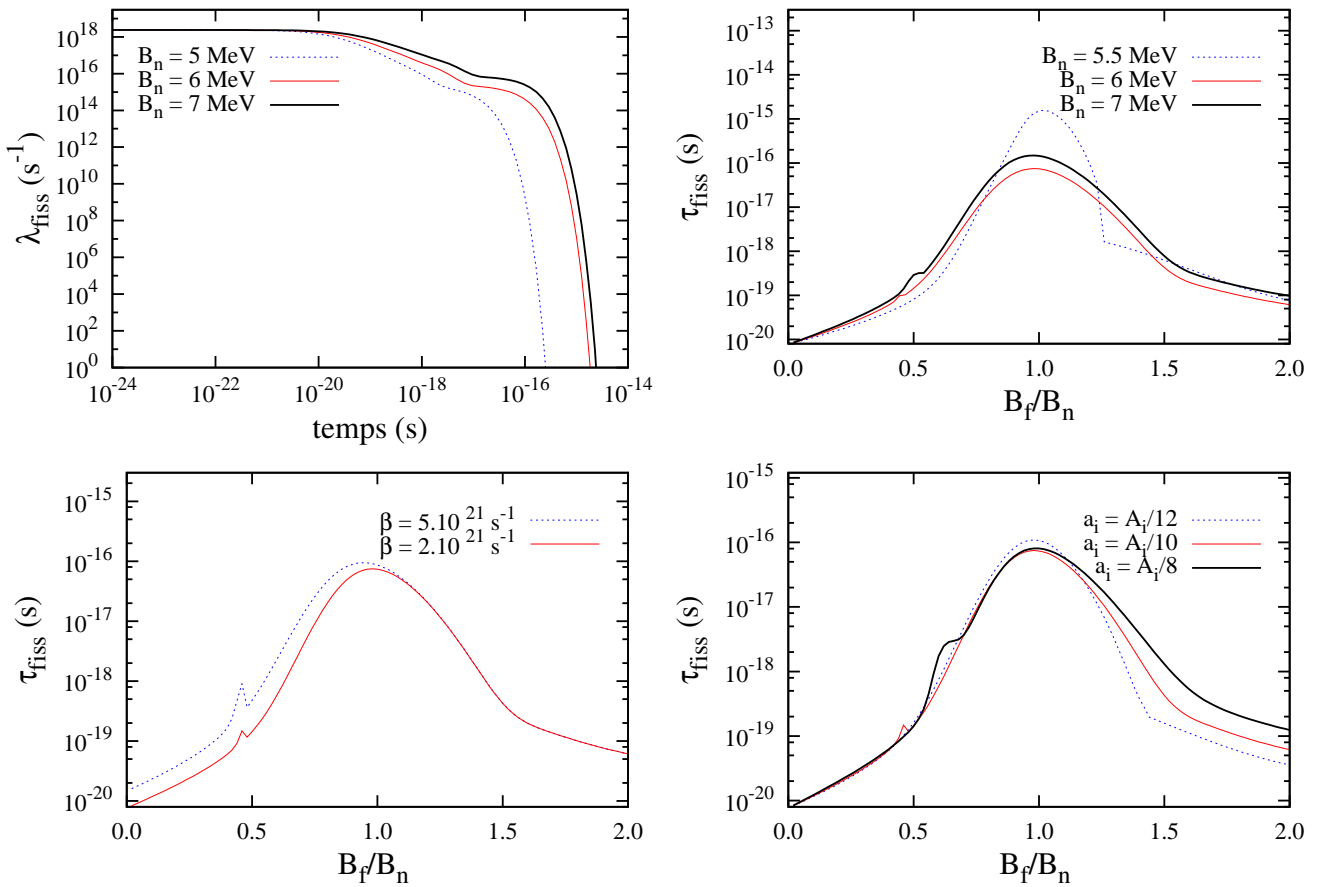 10^18
10^16
10^14
10^12
10^10
10^8
10^6
10^4
10^2
10^0
λ_fiss (s^-1)
B_n = 5 MeV
B_n = 6 MeV
B_n = 7 MeV
10^-24 10^-22 10^-20 10^-18 10^-16 10^-14
temps (s)
10^-13
10^-14
10^-15
10^-16
10^-17
10^-18
10^-19
10^-20
τ_fiss (s)
B_n = 5.5 MeV
B_n = 6 MeV
B_n = 7 MeV
0.0 0.5 1.0 1.5 2.0
B_f/B_n
10^-15
10^-16
10^-17
10^-18
10^-19
10^-20
τ_fiss (s)
β = 5.10^21 s^-1
β = 2.10^21 s^-1
0.0 0.5 1.0 1.5 2.0
B_f/B_n
10^-15
10^-16
10^-17
10^-18
10^-19
10^-20
τ_fiss (s)
a_i = A_i/12
a_i = A_i/10
a_i = A_i/8
0.0 0.5 1.0 1.5 2.0
B_f/B_n